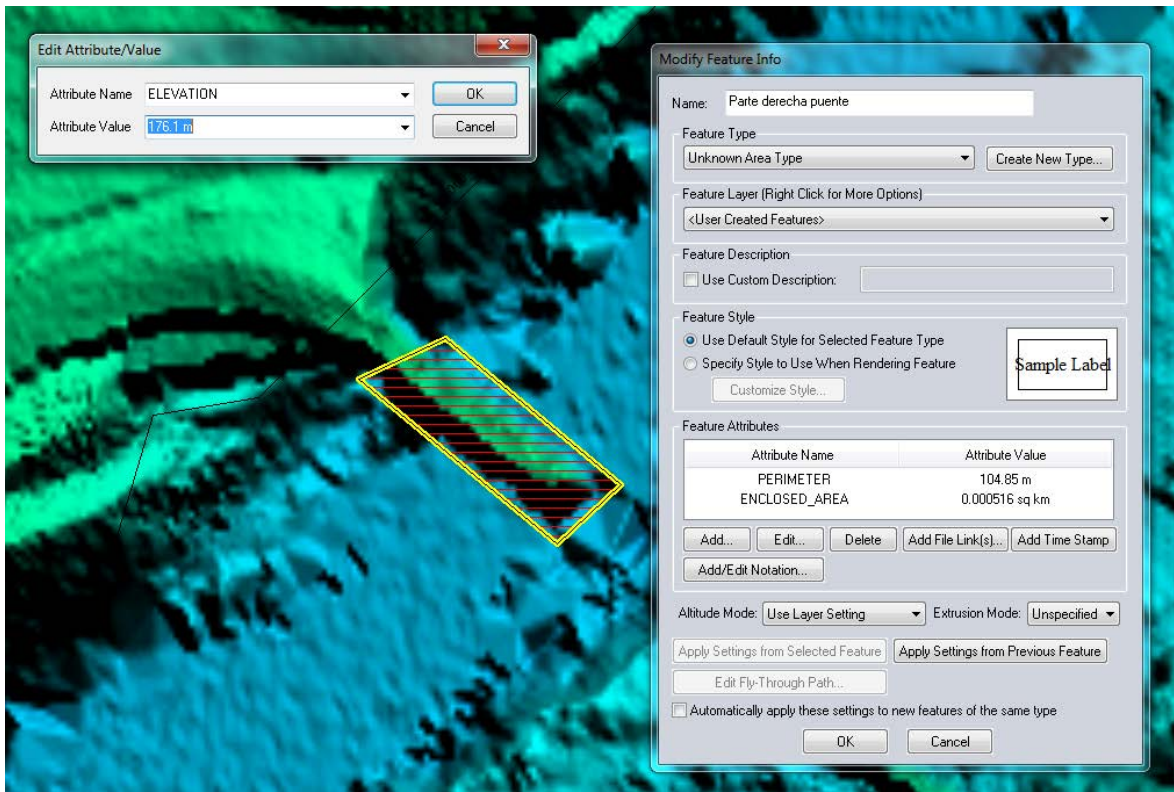 Edit Attribute/Value
Attribute Name ELEVATION OK
Attribute Value 176.1 m Cancel
Modify Feature Info
Name: Parte derecha puente
Feature Type
Unknown Area Type Create New Type...
Feature Layer (Right Click for More Options)
<User Created Features>
Feature Description
Use Custom Description:
Feature Style
Use Default Style for Selected Feature Type
Specify Style to Use When Rendering Feature
Customize Style...
Sample Label
Feature Attributes
Attribute Name Attribute Value
PERIMETER 104.85 m
ENCLOSED_AREA 0.000516 sq km
Add... Edit... Delete Add File Link(s)... Add Time Stamp
Add/Edit Notation...
Altitude Mode: Use Layer Setting Extrusion Mode: Unspecified
Apply Settings from Selected Feature Apply Settings from Previous Feature
Edit Fly-Through Path...
Automatically apply these settings to new features of the same type
OK Cancel